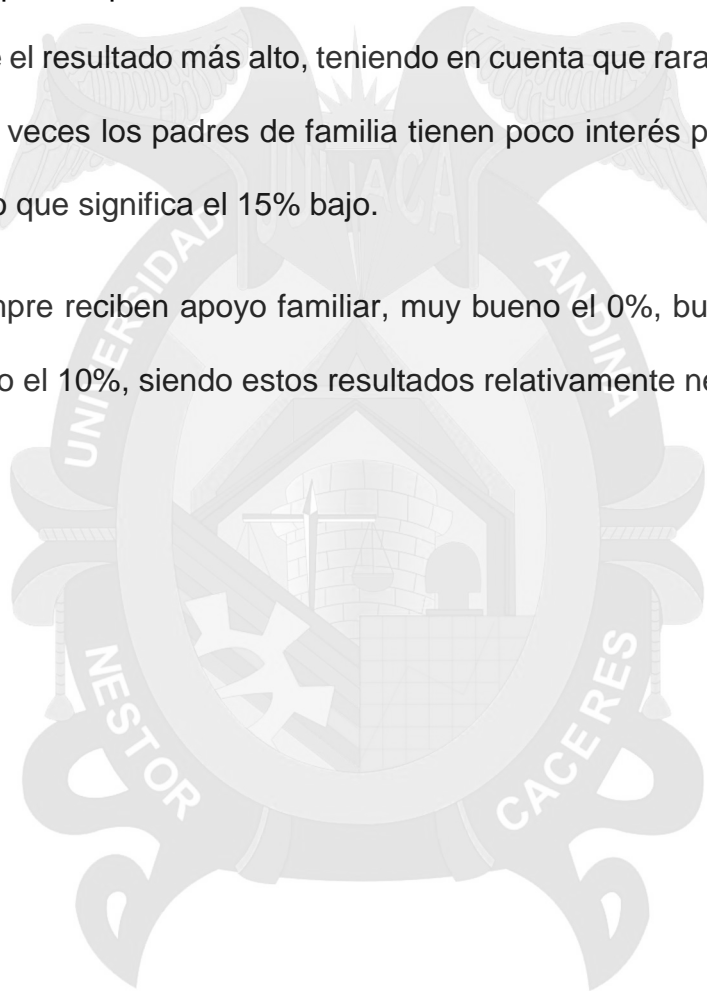 el resultado más alto, teniendo en cuenta que rara
veces los padres de familia tienen poco interés p
que significa el 15% bajo.
reciben apoyo familiar, muy bueno el 0%, bu
el 10%, siendo estos resultados relativamente ne
UNIVERSIDAD ANDINA
NESTOR CACERES
UAJCA